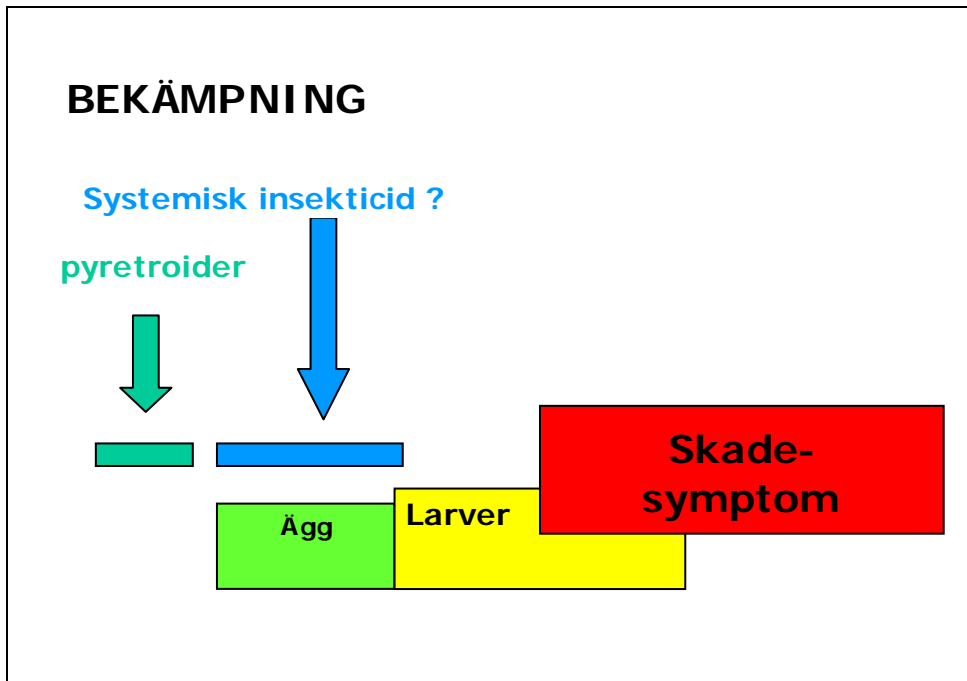 BEKÄMPNING
Systemisk insekticid ?
pyretroider
Skade-
symptom
Larver
Ägg